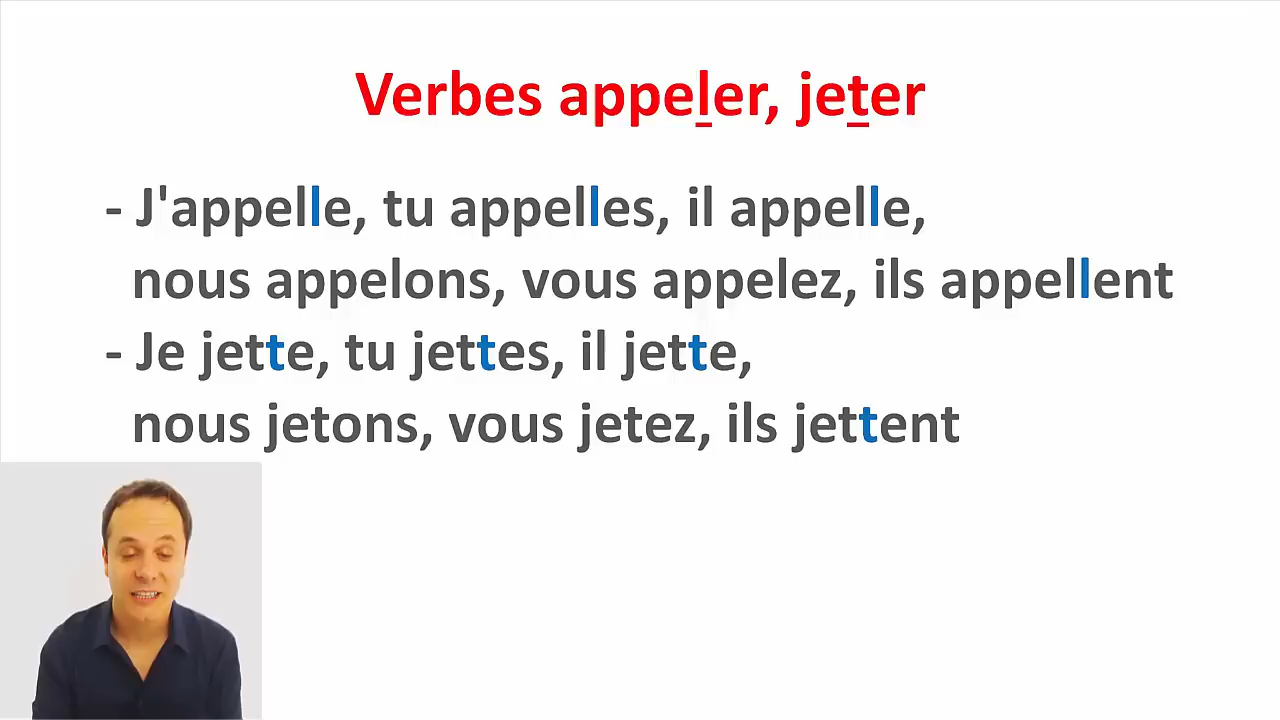 Verbes appeler, jeter
- J'appelle, tu appelles, il appelle,
nous appelons, vous appelez, ils appellent
- Je jette, tu jettes, il jette,
nous jetons, vous jetez, ils jettent